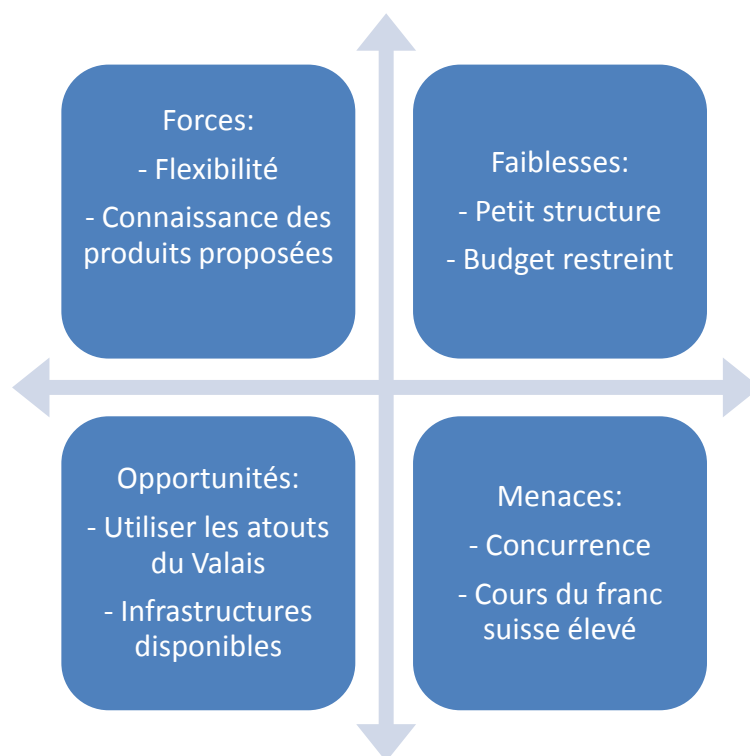 Forces:
- Flexibilité
- Connaissance des
produits proposées
Faiblesses:
- Petit structure
- Budget restreint
Opportunités:
- Utiliser les atouts
du Valais
- Infrastructures
disponibles
Menaces:
- Concurrence
- Cours du franc
suisse élevé